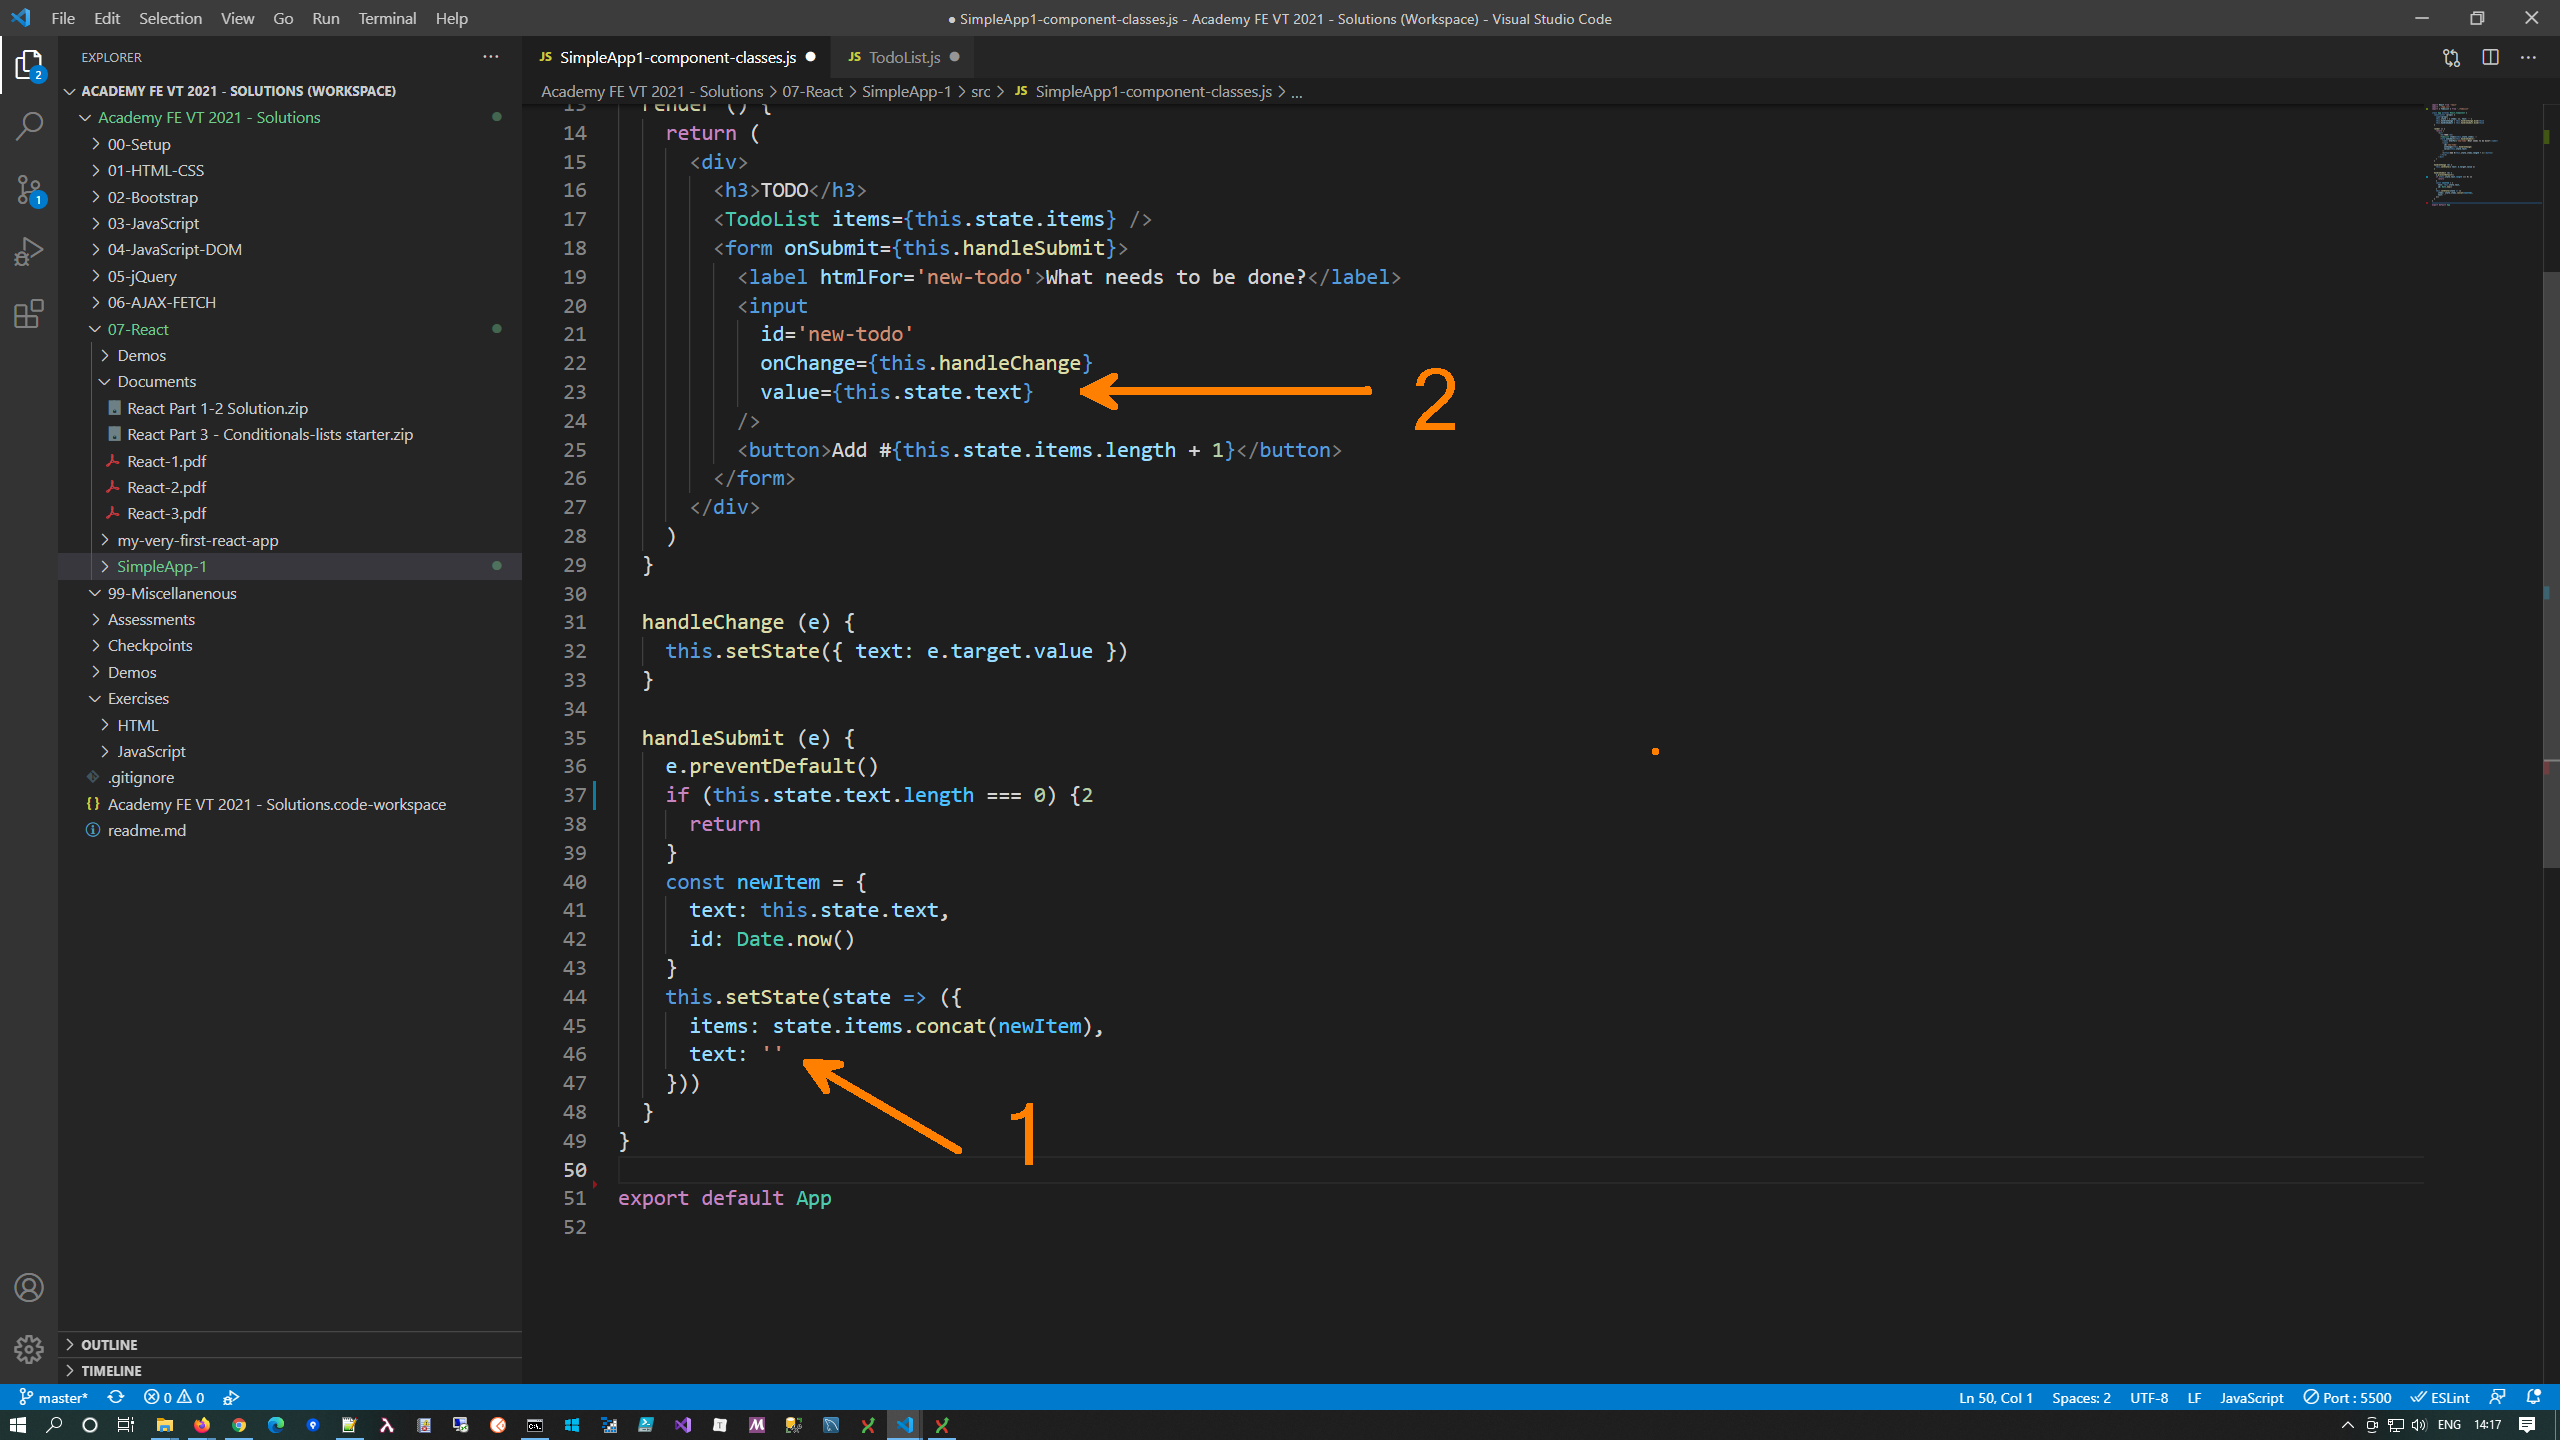 File Edit Selection View Go Run Terminal Help
● SimpleApp1-component-classes.js - Academy FE VT 2021 - Solutions (Workspace) - Visual Studio Code
EXPLORER
2
1
ACADEMY FE VT 2021 - SOLUTIONS (WORKSPACE)
Academy FE VT 2021 - Solutions
00-Setup
01-HTML-CSS
02-Bootstrap
03-JavaScript
04-JavaScript-DOM
05-jQuery
06-AJAX-FETCH
07-React
Demos
Documents
React Part 1-2 Solution.zip
React Part 3 - Conditionals-lists starter.zip
React-1.pdf
React-2.pdf
React-3.pdf
my-very-first-react-app
SimpleApp-1
99-Miscellanenous
Assessments
Checkpoints
Demos
Exercises
HTML
JavaScript
.gitignore
{} Academy FE VT 2021 - Solutions.code-workspace
readme.md
OUTLINE
TIMELINE
JS SimpleApp1-component-classes.js ● JS TodoList.js ●
Academy FE VT 2021 - Solutions > 07-React > SimpleApp-1 > src > JS SimpleApp1-component-classes.js > ...
13 render () {
14 return (
15 <div>
16 <h3>TODO</h3>
17 <TodoList items={this.state.items} />
18 <form onSubmit={this.handleSubmit}>
19 <label htmlFor='new-todo'>What needs to be done?</label>
20 <input
21 id='new-todo'
22 onChange={this.handleChange}
23 value={this.state.text}
2
24 />
25 <button>Add #{this.state.items.length + 1}</button>
26 </form>
27 </div>
28 )
29 }
30
31 handleChange (e) {
32 this.setState({ text: e.target.value })
33 }
34
35 handleSubmit (e) {
36 e.preventDefault()
37 if (this.state.text.length === 0) {2
38 return
39 }
40 const newItem = {
41 text: this.state.text,
42 id: Date.now()
43 }
44 this.setState(state => ({
45 items: state.items.concat(newItem),
46 text: ''
47 }))
48 }
1
49 }
50
51 export default App
52
master* 0 0 Ln 50, Col 1 Spaces: 2 UTF-8 LF JavaScript Port : 5500 ESLint
ENG 14:17